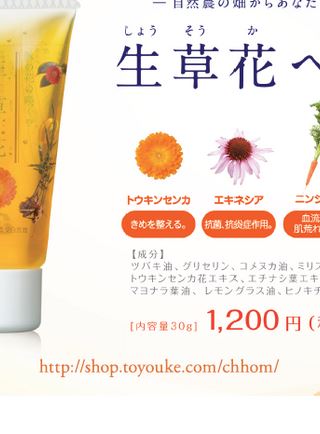 ― 自然農の畑からあなた
しょう そう か
生草花ヘ
トウキンセンカ
エキネシア
ニンジ
きめを整える。
抗菌、抗炎症作用。
血流
肌荒れ
【成分】
ツバキ油、グリセリン、コメヌカ油、ミリス
トウキンセンカ花エキス、エチナシ葉エキ
マヨナラ葉油、レモングラス油、ヒノキチ
[内容量30g] 1,200円(
http://shop.toyouke.com/chhom/